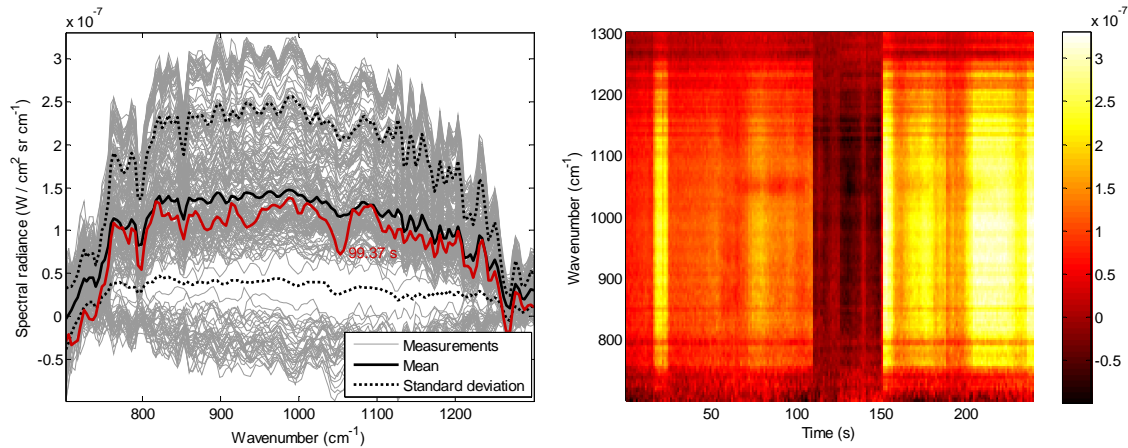 x 10^-7
3
2.5
2
1.5
1
0.5
0
-0.5
Spectral radiance (W / cm^2 sr cm^-1)
99.37 s
Measurements
Mean
Standard deviation
800 900 1000 1100 1200
Wavenumber (cm^-1)
1300
1200
1100
1000
900
800
Wavenumber (cm^-1)
50 100 150 200
Time (s)
x 10^-7
3
2.5
2
1.5
1
0.5
0
-0.5